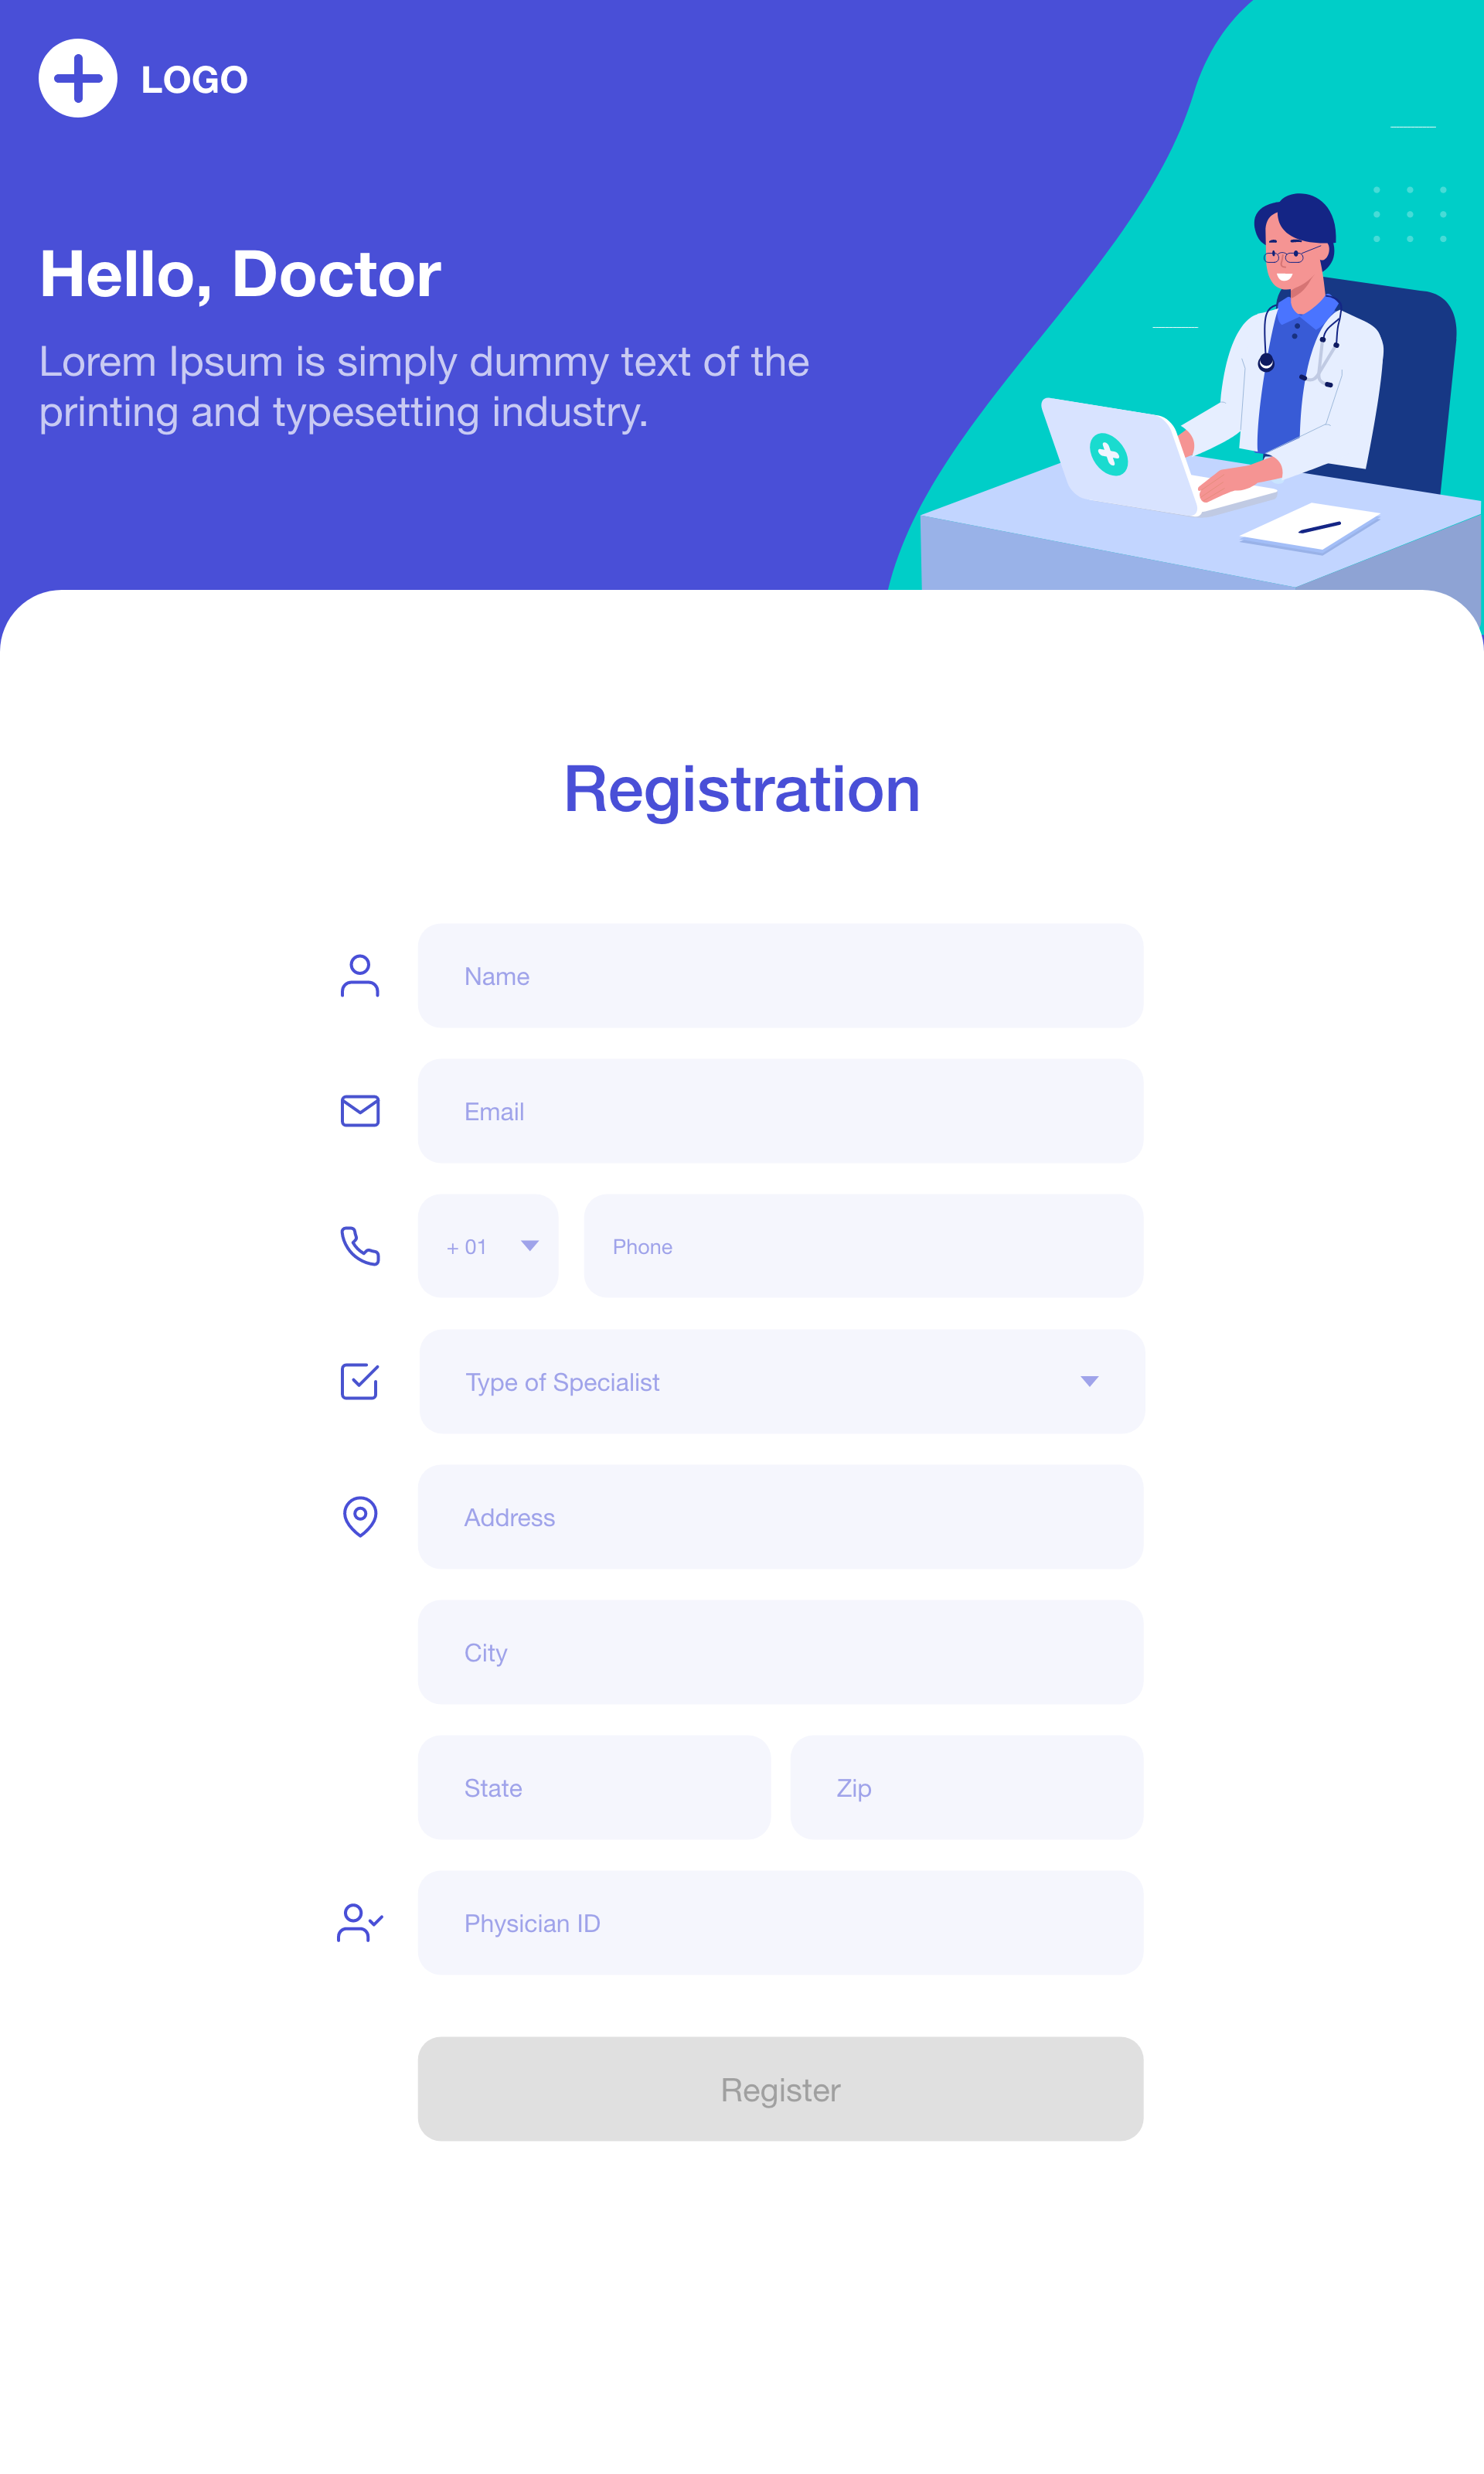 LOGO
Hello, Doctor
Lorem Ipsum is simply dummy text of the
printing and typesetting industry.
Registration
Name
Email
+ 01
Phone
Type of Specialist
Address
City
State
Zip
Physician ID
Register